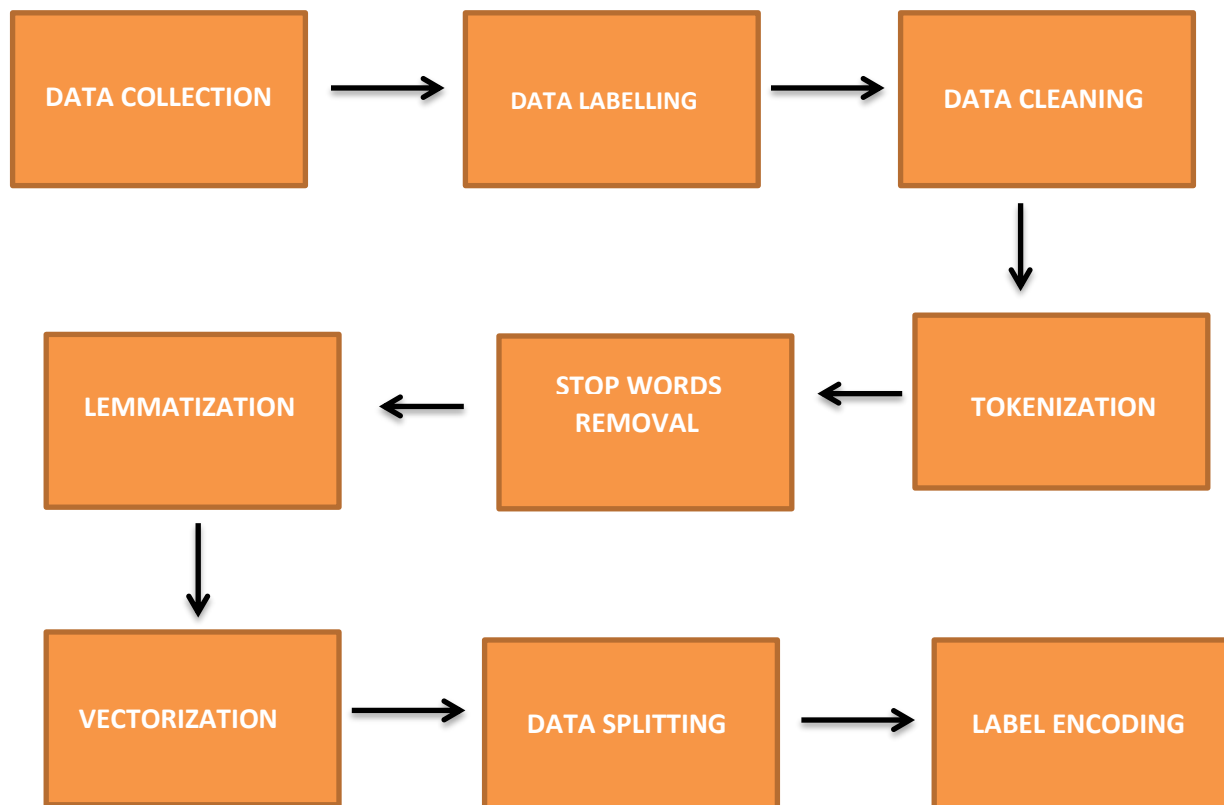 DATA COLLECTION
DATA LABELLING
DATA CLEANING
TOKENIZATION
STOP WORDS
REMOVAL
LEMMATIZATION
VECTORIZATION
DATA SPLITTING
LABEL ENCODING